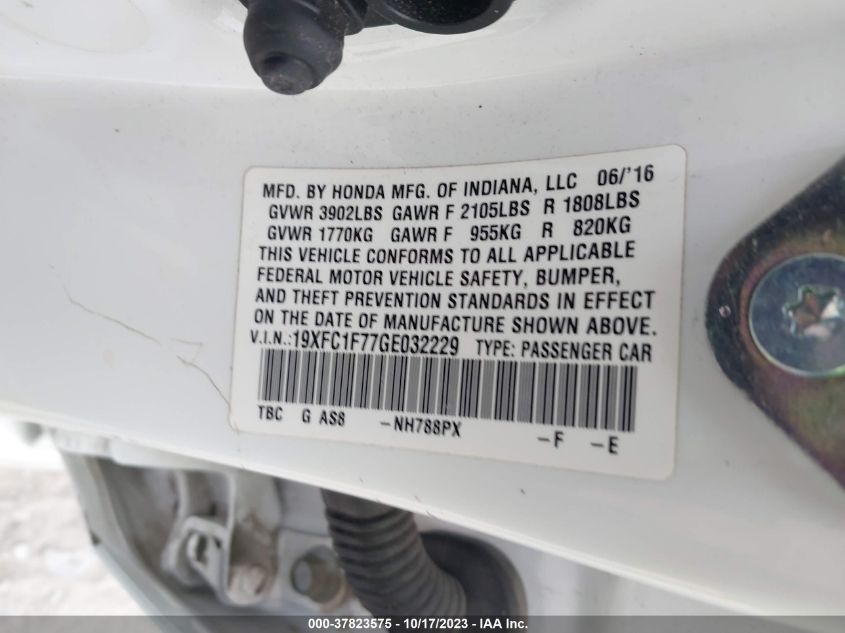 MFD. BY HONDA MFG. OF INDIANA, LLC 06/'16
GVWR 3902LBS GAWR F 2105LBS R 1808LBS
GVWR 1770KG GAWR F 955KG R 820KG
THIS VEHICLE CONFORMS TO ALL APPLICABLE
FEDERAL MOTOR VEHICLE SAFETY, BUMPER,
AND THEFT PREVENTION STANDARDS IN EFFECT
ON THE DATE OF MANUFACTURE SHOWN ABOVE.
V.I.N.:19XFC1F77GE032229 TYPE: PASSENGER CAR
TBC G AS8 -NH788PX -F -E
000-37823575 - 10/17/2023 - IAA Inc.